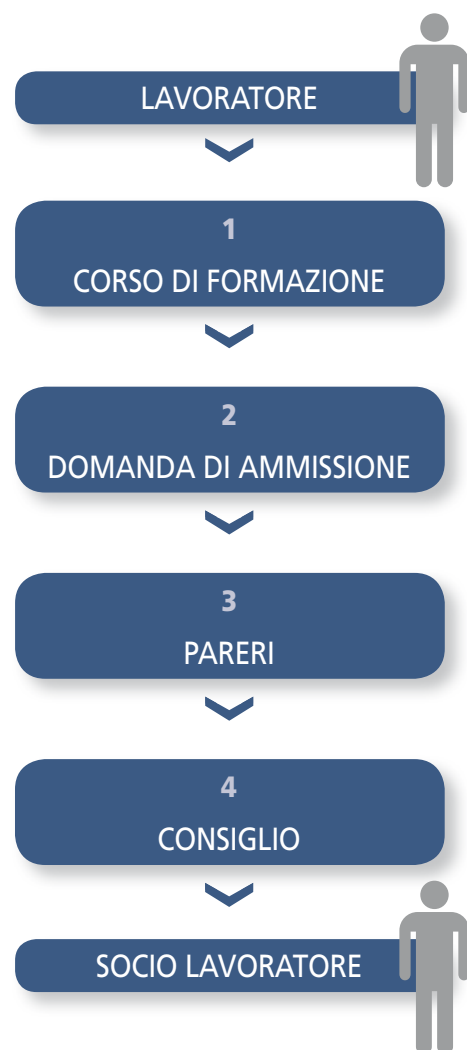 LAVORATORE
1
CORSO DI FORMAZIONE
2
DOMANDA DI AMMISSIONE
3
PARERI
4
CONSIGLIO
SOCIO LAVORATORE